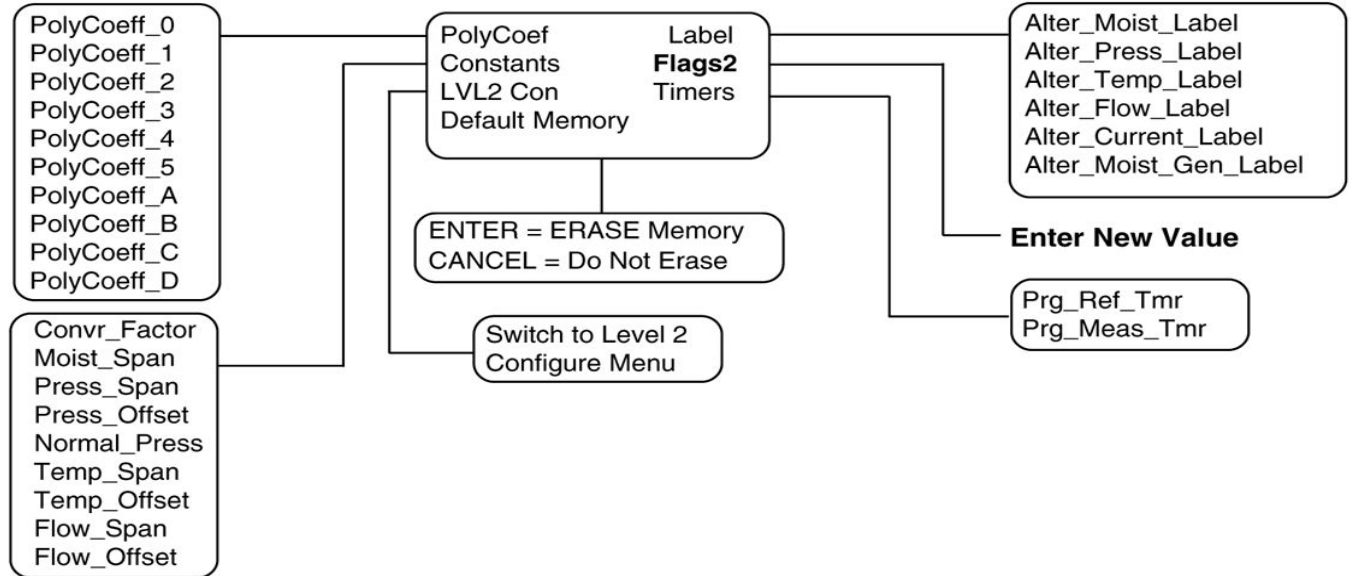 PolyCoeff_0
PolyCoeff_1
PolyCoeff_2
PolyCoeff_3
PolyCoeff_4
PolyCoeff_5
PolyCoeff_A
PolyCoeff_B
PolyCoeff_C
PolyCoeff_D
Convr_Factor
Moist_Span
Press_Span
Press_Offset
Normal_Press
Temp_Span
Temp_Offset
Flow_Span
Flow_Offset
PolyCoef Label
Constants Flags2
LVL2 Con Timers
Default Memory
ENTER = ERASE Memory
CANCEL = Do Not Erase
Switch to Level 2
Configure Menu
Alter_Moist_Label
Alter_Press_Label
Alter_Temp_Label
Alter_Flow_Label
Alter_Current_Label
Alter_Moist_Gen_Label
Enter New Value
Prg_Ref_Tmr
Prg_Meas_Tmr